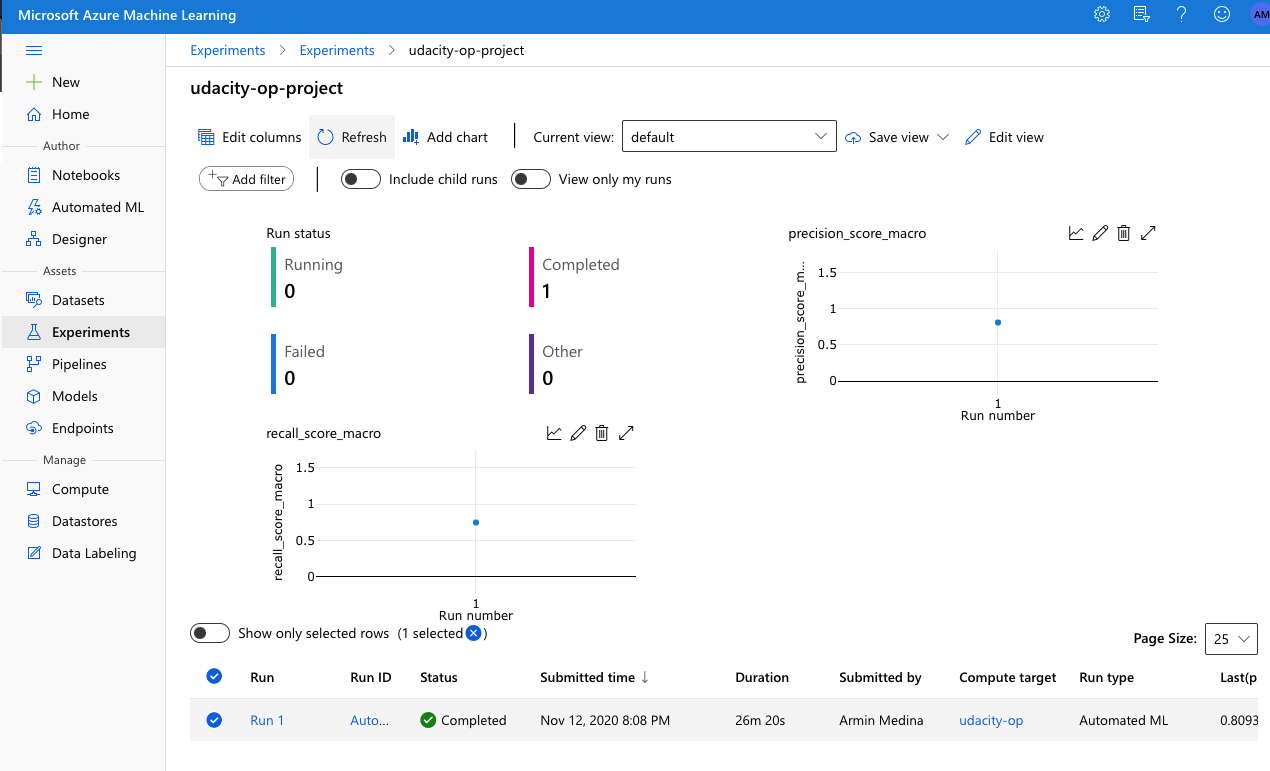 Microsoft Azure Machine Learning
AM
Experiments > Experiments > udacity-op-project
New
Home
Author
Notebooks
Automated ML
Designer
Assets
Datasets
Experiments
Pipelines
Models
Endpoints
Manage
Compute
Datastores
Data Labeling
udacity-op-project
Edit columns Refresh Add chart Current view: default Save view Edit view
Add filter Include child runs View only my runs
Run status
Running
0
Completed
1
Failed
0
Other
0
precision_score_macro
precision_score_m...
1.5
1
0.5
0
1
Run number
recall_score_macro
recall_score_macro
1.5
1
0.5
0
1
Run number
Show only selected rows (1 selected )
Page Size: 25
Run Run ID Status Submitted time ↓ Duration Submitted by Compute target Run type Last(p
Run 1 Auto... Completed Nov 12, 2020 8:08 PM 26m 20s Armin Medina udacity-op Automated ML 0.8093